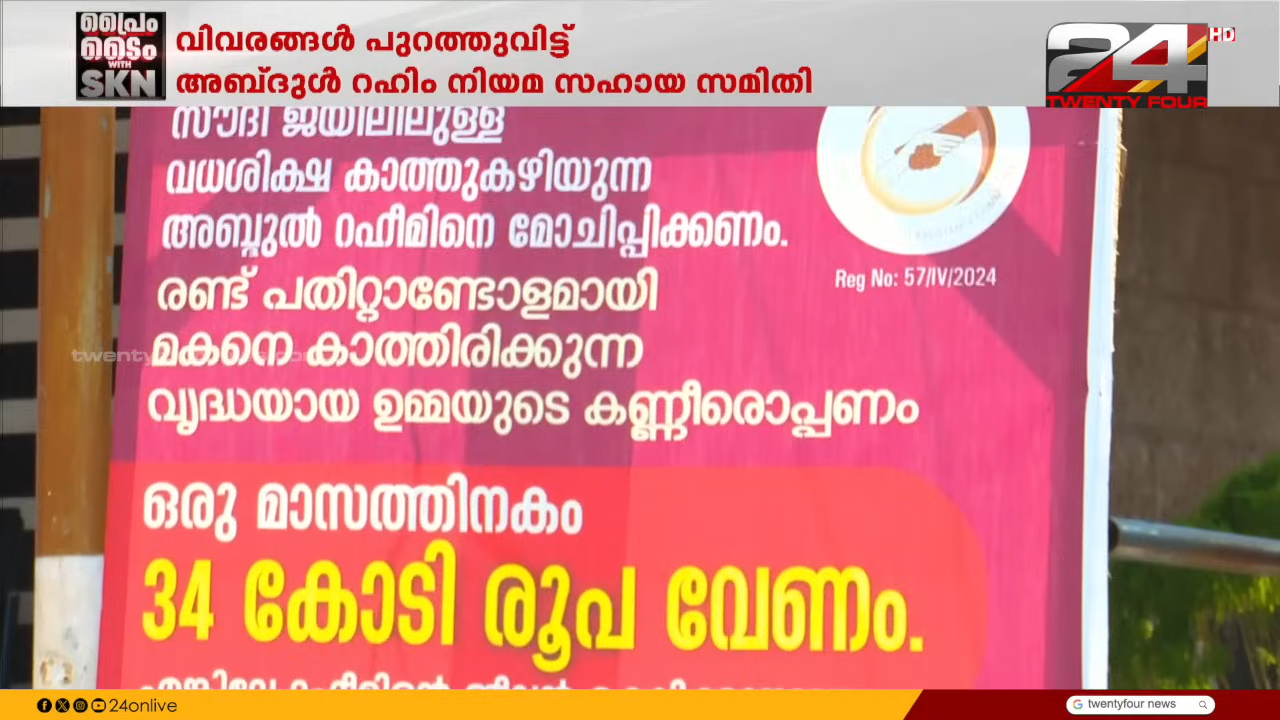 പ്രൈം
ടൈം
WITH
SKN
വിവരങ്ങൾ പുറത്തുവിട്ട്
അബ്ദുൾ റഹിം നിയമ സഹായ സമിതി
24
HD
TWENTY FOUR
സൗദി ജയിലിലുള്ള
വധശിക്ഷ കാത്തുകഴിയുന്ന
അബ്ദുൽ റഹീമിനെ മോചിപ്പിക്കണം.
Reg No: 57/IV/2024
രണ്ട് പതിറ്റാണ്ടോളമായി
മകനെ കാത്തിരിക്കുന്ന
വൃദ്ധയായ ഉമ്മയുടെ കണ്ണീരൊപ്പണം
ഒരു മാസത്തിനകം
34 കോടി രൂപ വേണം.
24onlive
twentyfour news